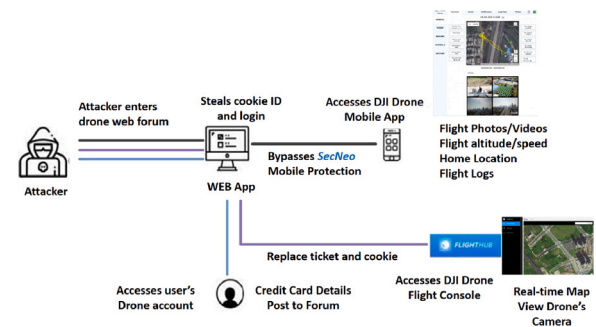 Attacker enters
drone web forum
Steals cookie ID
and login
Accesses DJI Drone
Mobile App
Flight Photos/Videos
Flight altitude/speed
Home Location
Flight Logs
Attacker
Bypasses SecNeo
Mobile Protection
WEB App
Replace ticket and cookie
FLIGHTHUB
Accesses user's
Drone account
Credit Card Details
Post to Forum
Accesses DJI Drone
Flight Console
Real-time Map
View Drone's
Camera